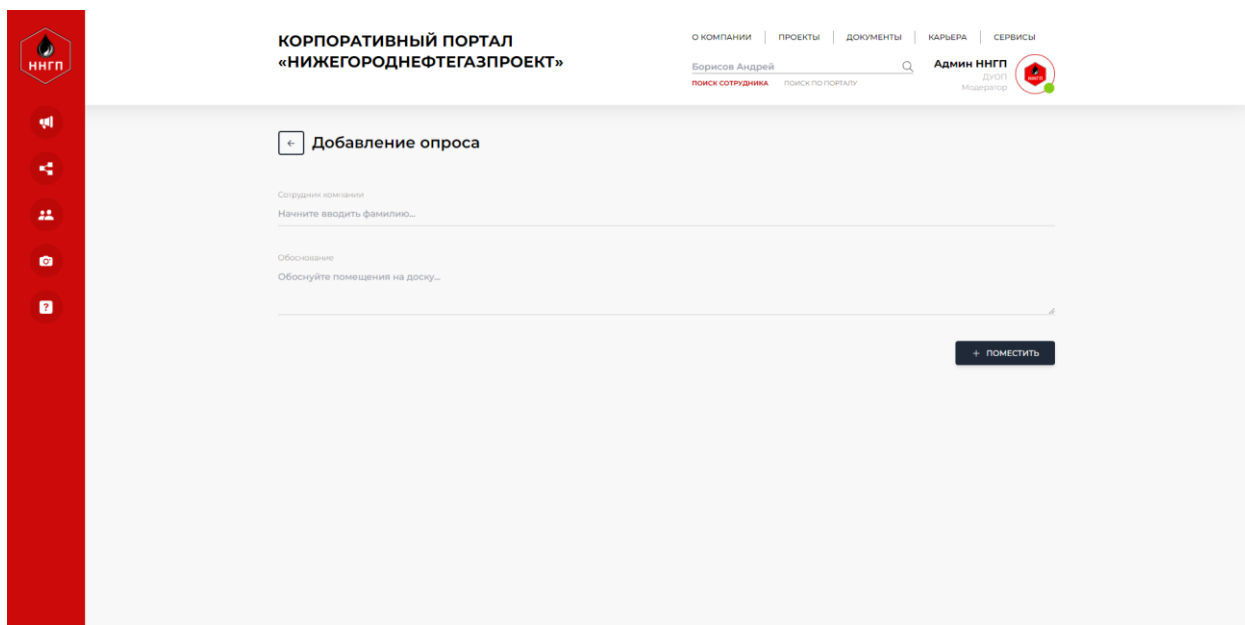 ННГП
КОРПОРАТИВНЫЙ ПОРТАЛ
«НИЖЕГОРОДНЕФТЕГАЗПРОЕКТ»
О КОМПАНИИ
ПРОЕКТЫ
ДОКУМЕНТЫ
КАРЬЕРА
СЕРВИСЫ
Борисов Андрей
ПОИСК СОТРУДНИКА
ПОИСК ПО ПОРТАЛУ
Админ ННГП
ДУОП
Модератор
ННГП
Добавление опроса
Сотрудник компании
Начните вводить фамилию...
Обоснование
Обоснуйте помещения на доску...
+ ПОМЕСТИТЬ